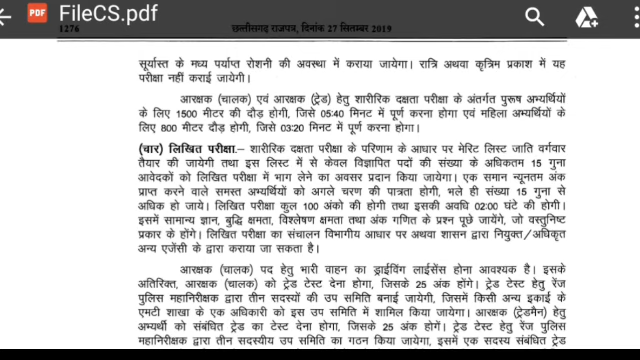 PDF FileCS.pdf
1276 छत्तीसगढ़ राजपत्र, दिनांक 27 सितम्बर 2019
सूर्यास्त के मध्य पर्याप्त रोशनी की अवस्था में कराया जायेगा। रात्रि अथवा कृत्रिम प्रकाश में यह
परीक्षा नहीं कराई जायेगी।
आरक्षक (चालक) एवं आरक्षक (ट्रेड) हेतु शारीरिक दक्षता परीक्षा के अंतर्गत पुरूष अभ्यर्थियों
के लिए 1500 मीटर की दौड़ होगी, जिसे 05:40 मिनट में पूर्ण करना होगा एवं महिला अभ्यर्थियों के
लिए 800 मीटर दौड़ होगी, जिसे 03:20 मिनट में पूर्ण करना होगा।
(चार) लिखित परीक्षा.– शारीरिक दक्षता परीक्षा के परिणाम के आधार पर मेरिट लिस्ट जाति वर्गवार
तैयार की जायेगी तथा इस लिस्ट में से केवल विज्ञापित पदों की संख्या के अधिकतम 15 गुना
आवेदकों को लिखित परीक्षा में भाग लेने का अवसर प्रदान किया जायेगा। एक समान न्यूनतम अंक
प्राप्त करने वाले समस्त अभ्यर्थियों को अगले चरण की पात्रता होगी, भले ही संख्या 15 गुना से
अधिक हो जाये। लिखित परीक्षा कुल 100 अंको की होगी तथा इसकी अवधि 02:00 घंटे की होगी।
इसमें सामान्य ज्ञान, बुद्धि क्षमता, विश्लेषण क्षमता तथा अंक गणित के प्रश्न पूछे जायेंगे, जो वस्तुनिष्ट
प्रकार के होंगे। लिखित परीक्षा का संचालन विभागीय आधार पर अथवा शासन द्वारा नियुक्त/अधिकृत
अन्य एजेंसी के द्वारा कराया जा सकता है।
आरक्षक (चालक) पद हेतु भारी वाहन का ड्राईविंग लाईसेंस होना आवश्यक है। इसके
अतिरिक्त, आरक्षक (चालक) को ट्रेड टेस्ट देना होगा, जिसके 25 अंक होंगे। ट्रेड टेस्ट हेतु रेंज
पुलिस महानिरीक्षक द्वारा तीन सदस्यों की उप समिति बनाई जायेगी, जिसमें किसी अन्य इकाई के
एमटी शाखा के एक अधिकारी को इस उप समिति में शामिल किया जायेगा। आरक्षक (ट्रेडमैन) हेतु
अभ्यर्थी को संबंधित ट्रेड का टेस्ट देना होगा, जिसके 25 अंक होगें। ट्रेड टेस्ट हेतु रेंज पुलिस
महानिरीक्षक द्वारा तीन सदस्यीय उप समिति का गठन किया जायेगा, इसमें एक सदस्य संबंधित ट्रेड